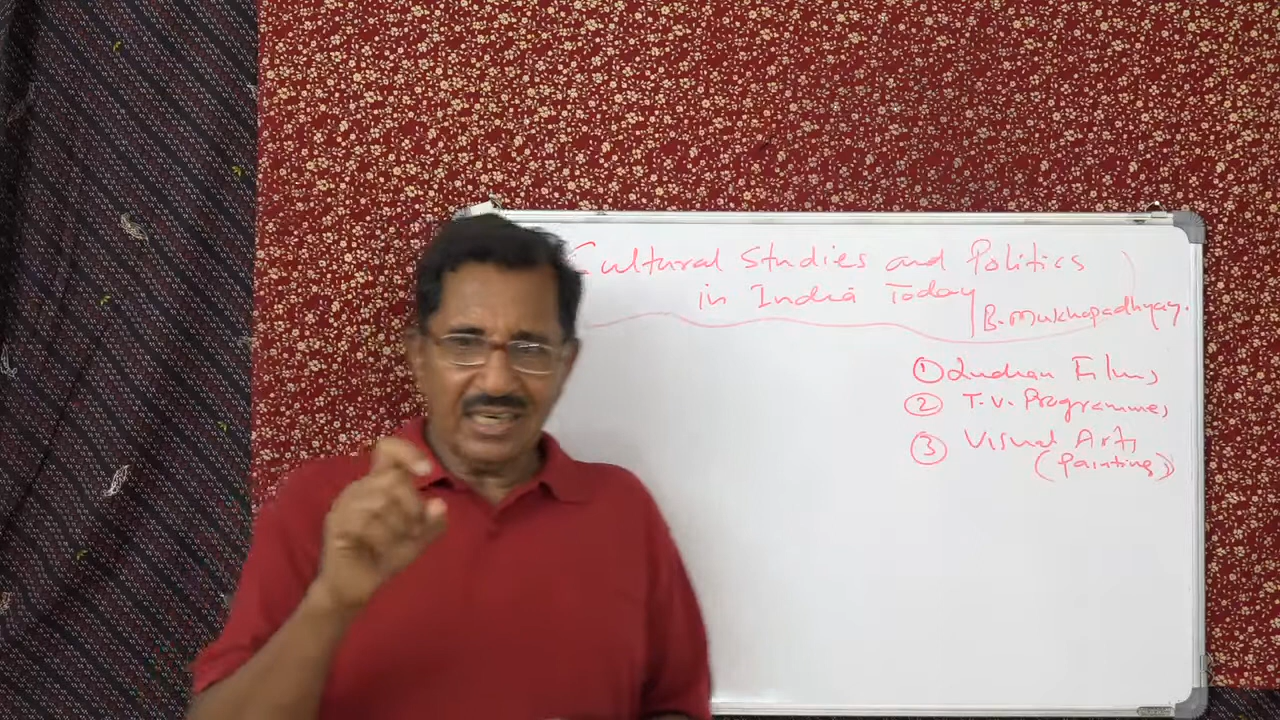 Cultural Studies and Politics
in India Today
B. Mukhopadhyay.
① Indian Films
② T.V. Programmes
③ Visual Arts
(Painting)